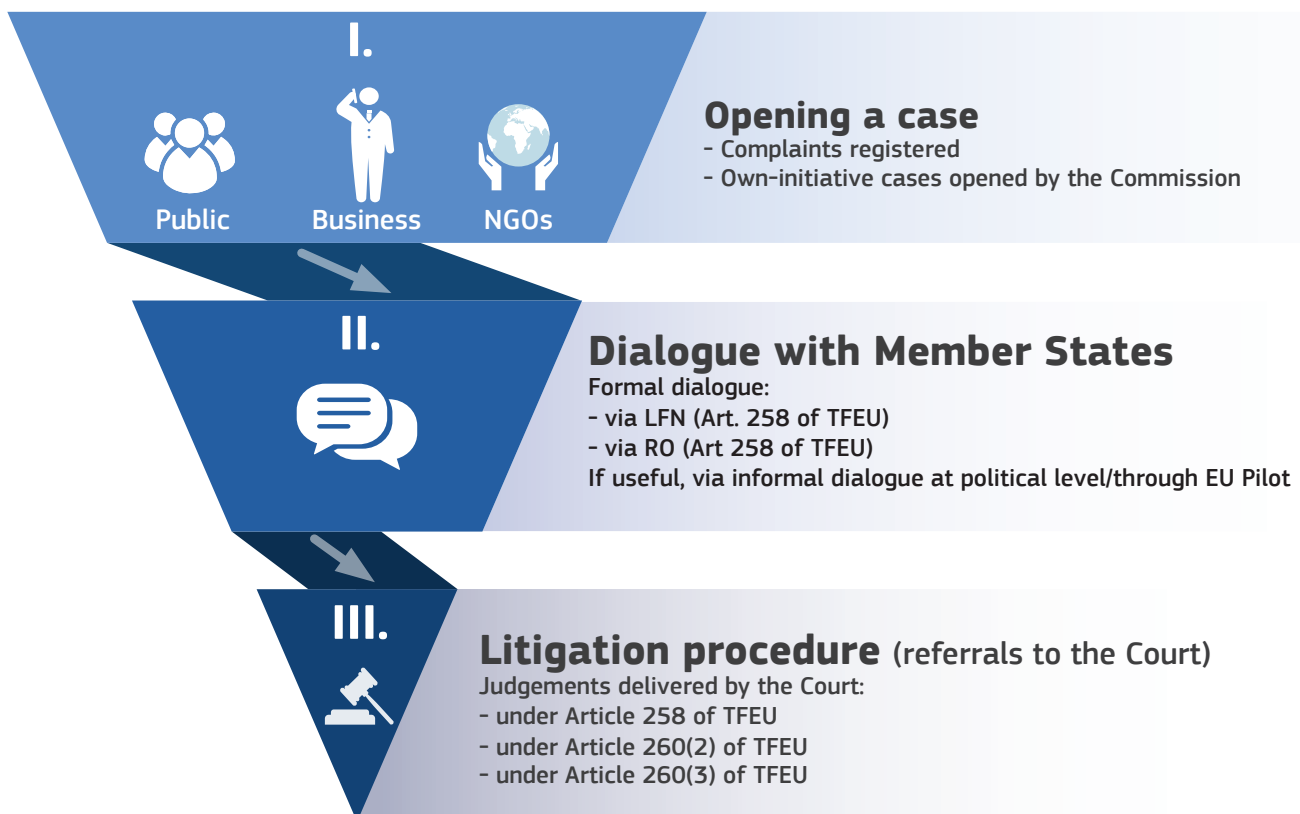 I.
Public
Business
NGOs
Opening a case
- Complaints registered
- Own-initiative cases opened by the Commission
II.
Dialogue with Member States
Formal dialogue:
- via LFN (Art. 258 of TFEU)
- via RO (Art 258 of TFEU)
If useful, via informal dialogue at political level/through EU Pilot
III.
Litigation procedure (referrals to the Court)
Judgements delivered by the Court:
- under Article 258 of TFEU
- under Article 260(2) of TFEU
- under Article 260(3) of TFEU